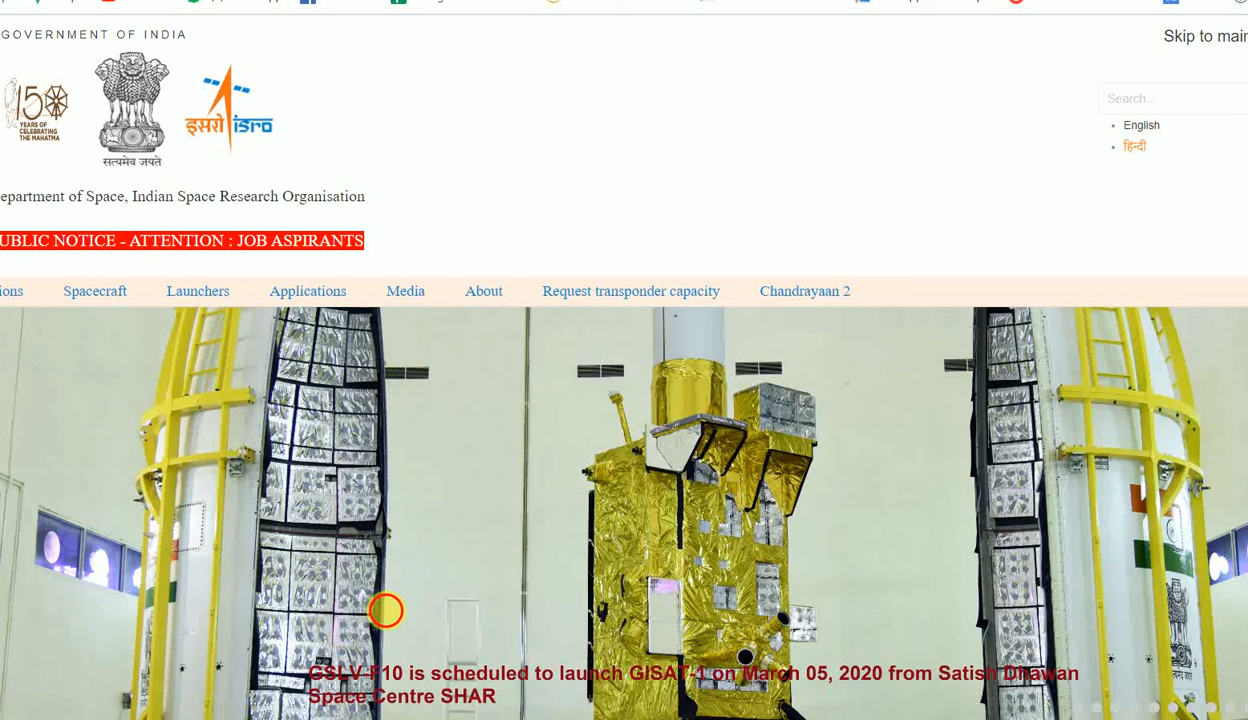 GOVERNMENT OF INDIA
Skip to main
150
YEARS OF
CELEBRATING
THE MAHATMA
सत्यमेव जयते
इसरो isro
Search...
English
हिन्दी
epartment of Space, Indian Space Research Organisation
UBLIC NOTICE - ATTENTION : JOB ASPIRANTS
ions Spacecraft Launchers Applications Media About Request transponder capacity Chandrayaan 2
GSLV-F10 is scheduled to launch GISAT-1 on March 05, 2020 from Satish Dhawan
Space Centre SHAR